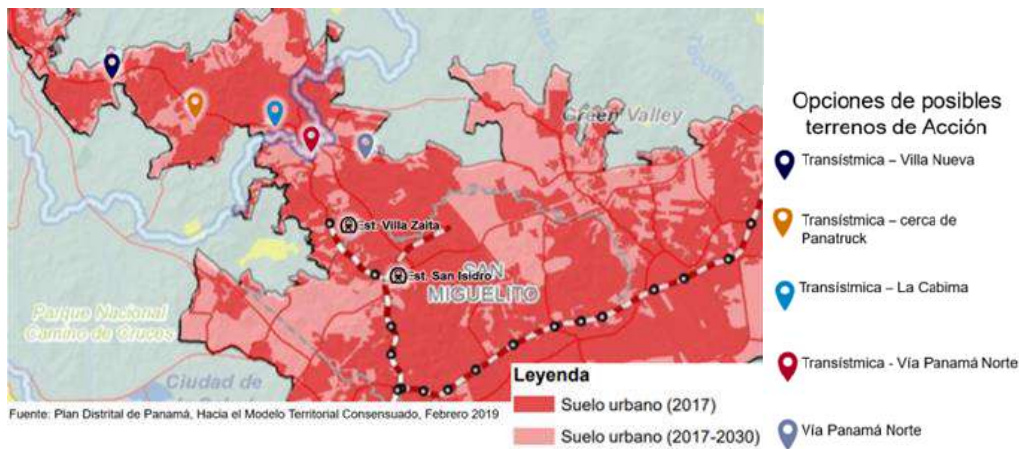 Green Valley
Est. Villa Zaita
Est. San Isidro
SAN
MIGUELITO
Parque Nacional
Camino de Cruces
Ciudad de
Leyenda
Suelo urbano (2017)
Suelo urbano (2017-2030)
Fuente: Plan Distrital de Panamá, Hacia el Modelo Territorial Consensuado, Febrero 2019
Opciones de posibles
terrenos de Acción
Transístmica – Villa Nueva
Transístmica – cerca de
Panatruck
Transístmica – La Cabima
Transístmica - Vía Panamá Norte
Vía Panamá Norte